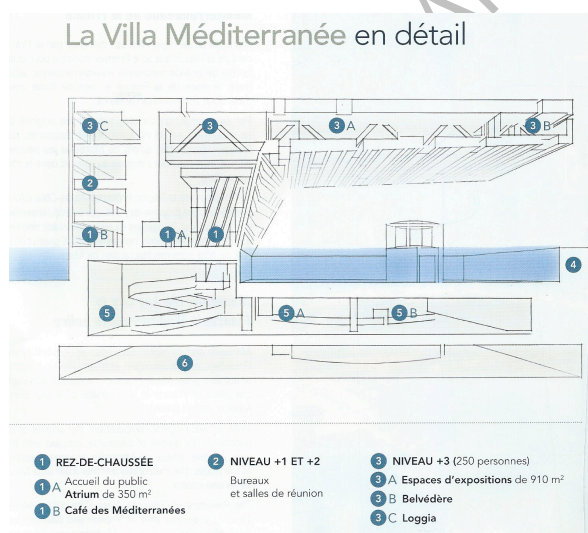 La Villa Méditerranée en détail
3 C
3
3 A
3 B
2
1 B
1 A
1
4
5
5 A
5 B
6
1 REZ-DE-CHAUSSÉE
1 A Accueil du public
Atrium de 350 m²
1 B Café des Méditerranées
2 NIVEAU +1 ET +2
Bureaux
et salles de réunion
3 NIVEAU +3 (250 personnes)
3 A Espaces d'expositions de 910 m²
3 B Belvédère
3 C Loggia